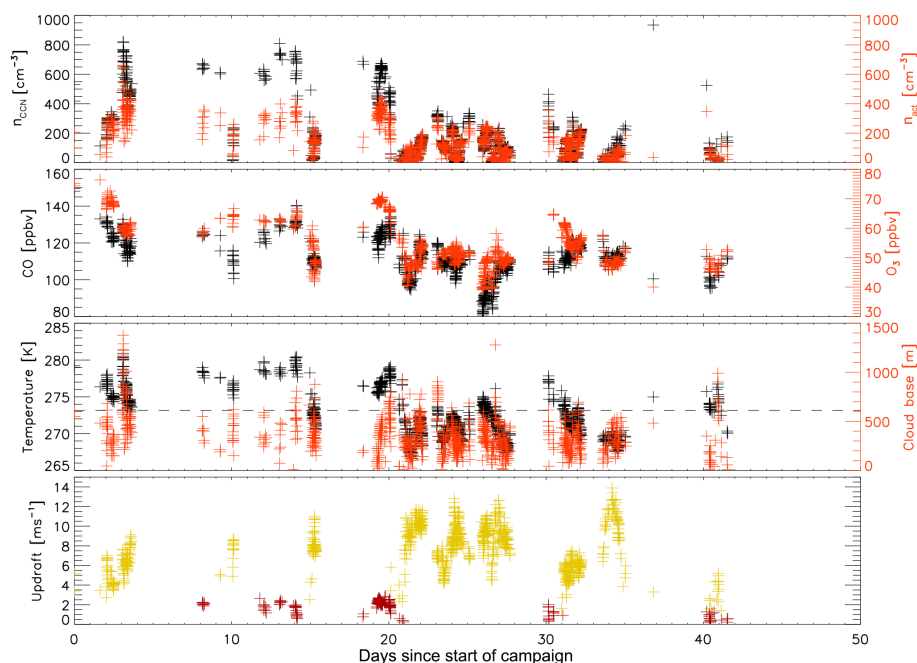 1000 1000
800 800
600 600
400 400
200 200
0 0
n_CCN [cm⁻³]
n_act [cm⁻³]
160 80
140 70
120 60
100 50
80 40
30
CO [ppbv]
O₃ [ppbv]
285 1500
280
275 1000
270 500
265 0
Temperature [K]
Cloud base [m]
14
12
10
8
6
4
2
0
Updraft [ms⁻¹]
0 10 20 30 40 50
Days since start of campaign